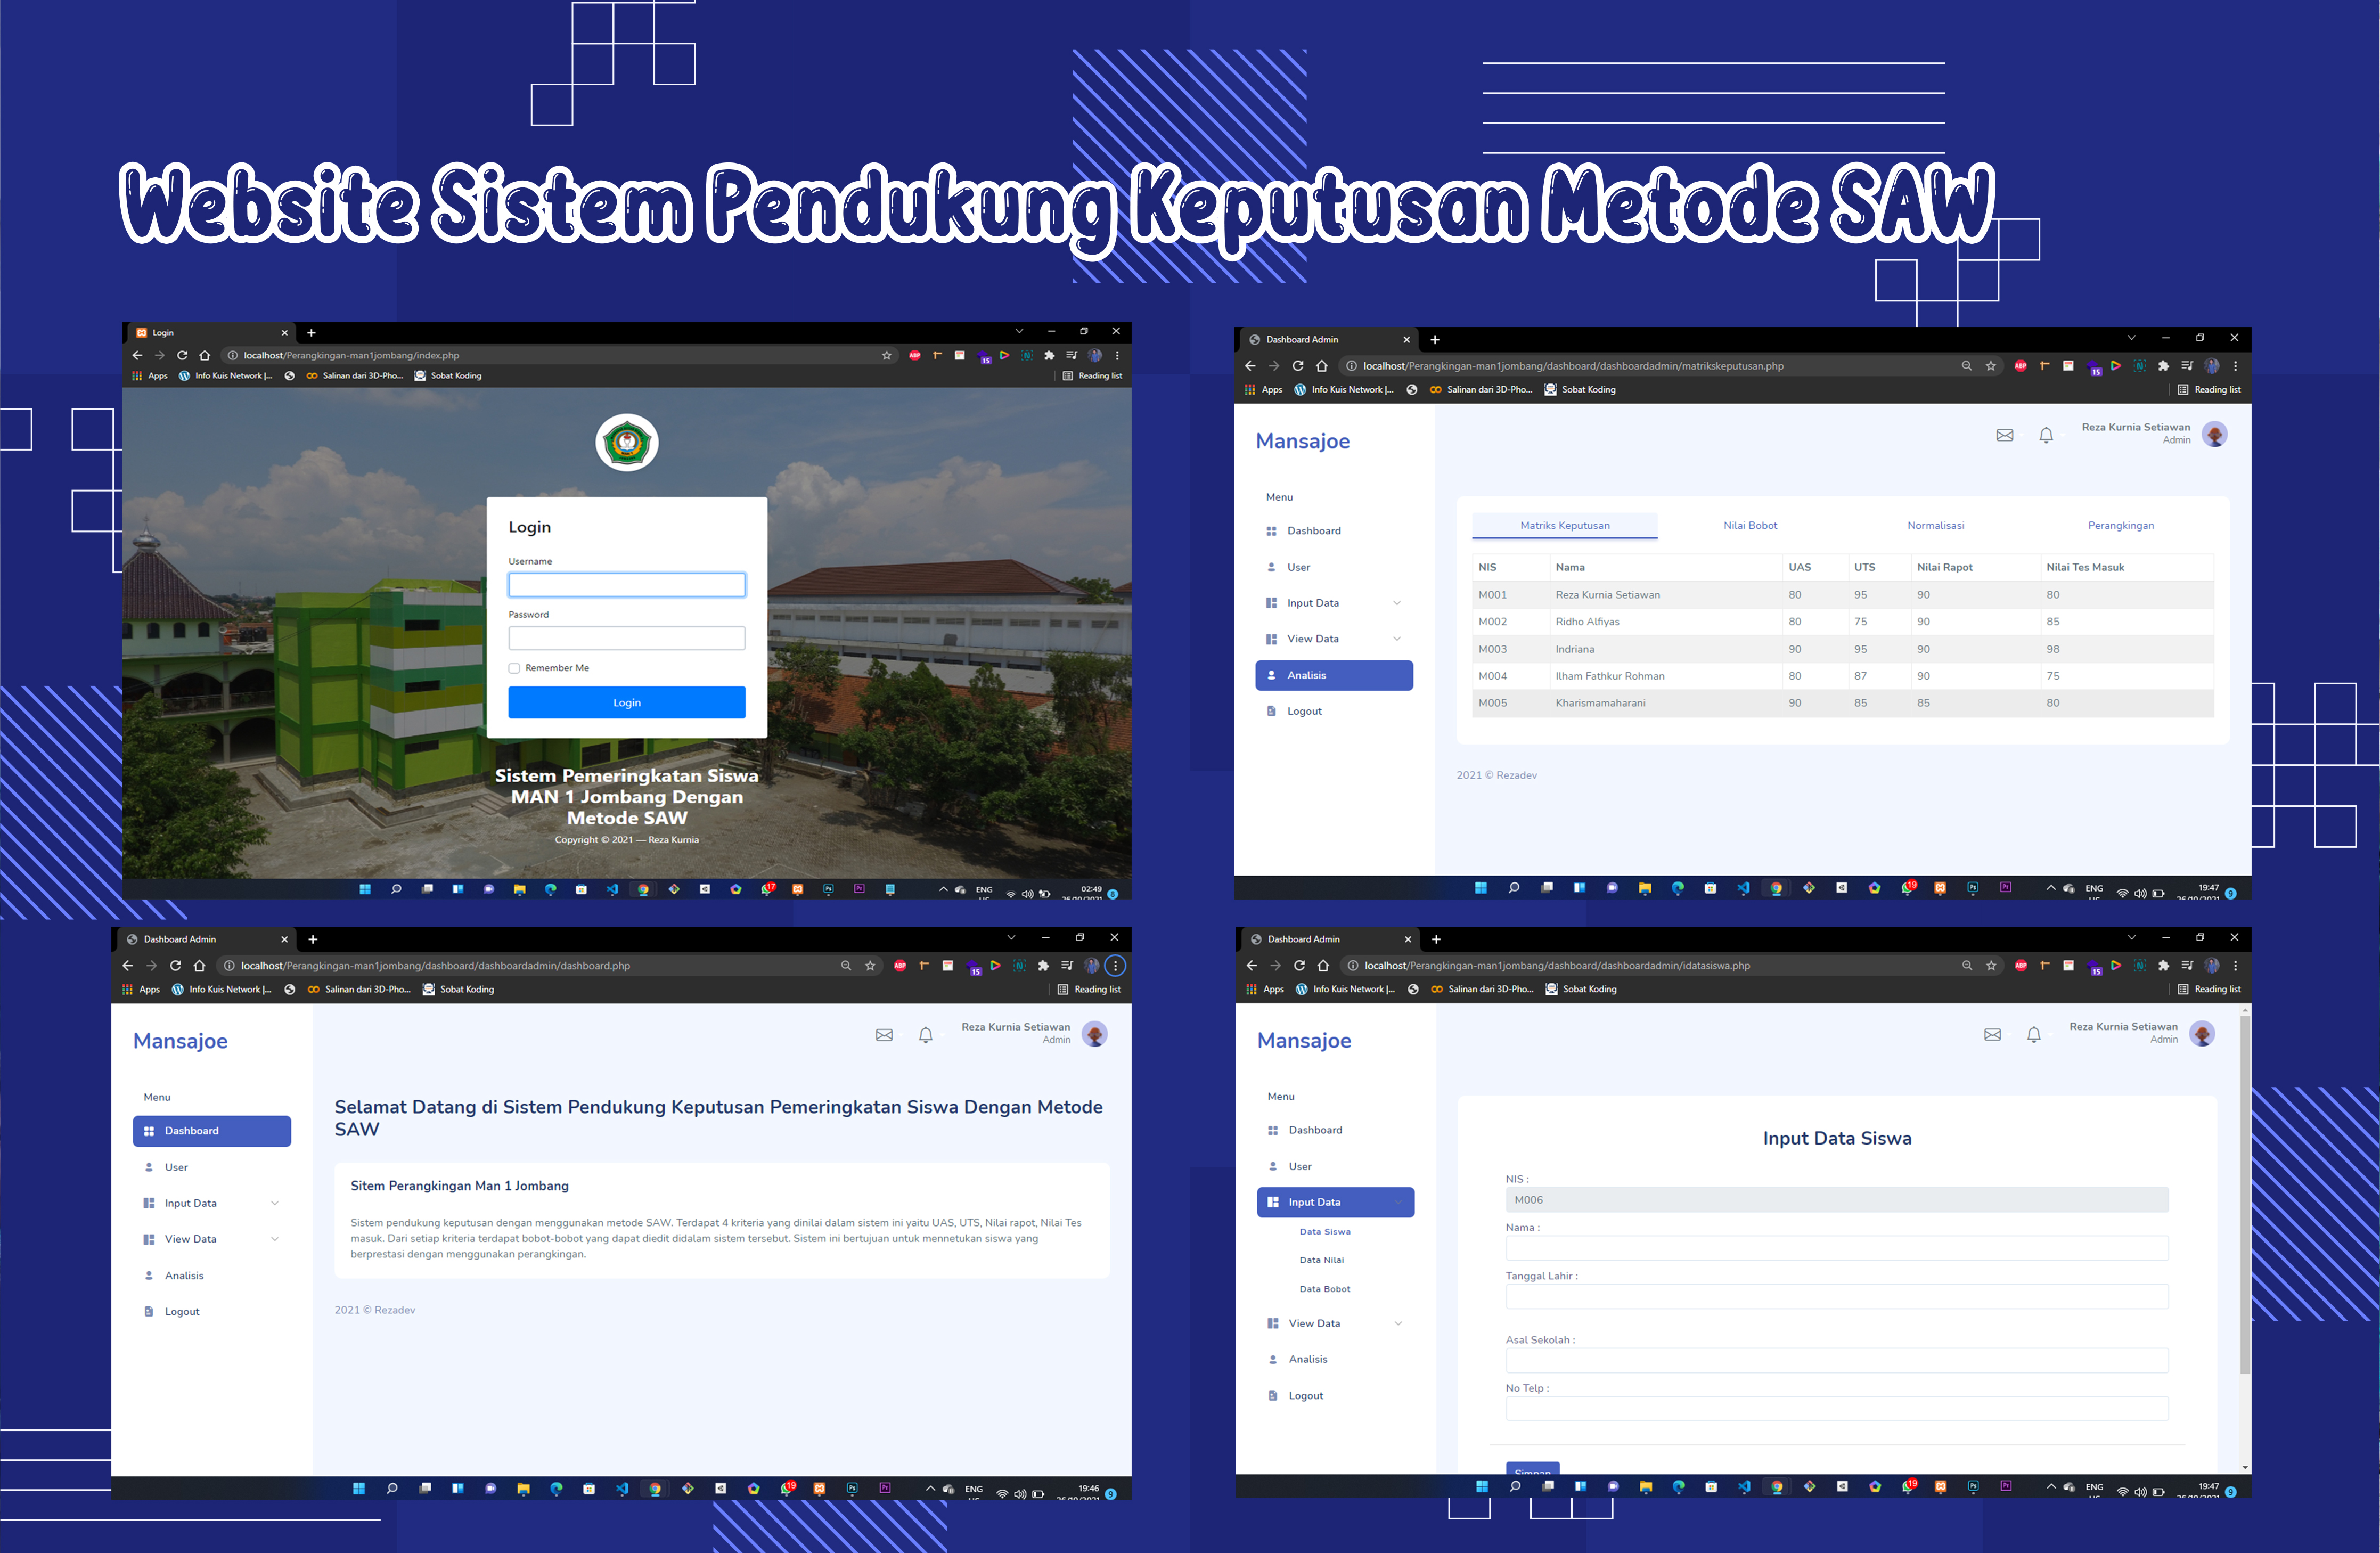 Website Sistem Pendukung Keputusan Metode SAW
Login
localhost/Perangkingan-man1jombang/index.php
Apps Info Kuis Network |... Salinan dari 3D-Pho... Sobat Koding Reading list
Login
Username
Password
Remember Me
Login
Sistem Pemeringkatan Siswa
MAN 1 Jombang Dengan
Metode SAW
Copyright © 2021 — Reza Kurnia
ENG 02:49
Dashboard Admin
localhost/Perangkingan-man1jombang/dashboard/dashboardadmin/matrikskeputusan.php
Apps Info Kuis Network |... Salinan dari 3D-Pho... Sobat Koding Reading list
Mansajoe
Reza Kurnia Setiawan
Admin
Menu
Dashboard
User
Input Data
View Data
Analisis
Logout
Matriks Keputusan Nilai Bobot Normalisasi Perangkingan
NIS Nama UAS UTS Nilai Rapot Nilai Tes Masuk
M001 Reza Kurnia Setiawan 80 95 90 80
M002 Ridho Alfiyas 80 75 90 85
M003 Indriana 90 95 90 98
M004 Ilham Fathkur Rohman 80 87 90 75
M005 Kharismamaharani 90 85 85 80
2021 © Rezadev
ENG 19:47
Dashboard Admin
localhost/Perangkingan-man1jombang/dashboard/dashboardadmin/dashboard.php
Apps Info Kuis Network |... Salinan dari 3D-Pho... Sobat Koding Reading list
Mansajoe
Reza Kurnia Setiawan
Admin
Menu
Dashboard
User
Input Data
View Data
Analisis
Logout
Selamat Datang di Sistem Pendukung Keputusan Pemeringkatan Siswa Dengan Metode
SAW
Sitem Perangkingan Man 1 Jombang
Sistem pendukung keputusan dengan menggunakan metode SAW. Terdapat 4 kriteria yang dinilai dalam sistem ini yaitu UAS, UTS, Nilai rapot, Nilai Tes
masuk. Dari setiap kriteria terdapat bobot-bobot yang dapat diedit didalam sistem tersebut. Sistem ini bertujuan untuk mennetukan siswa yang
berprestasi dengan menggunakan perangkingan.
2021 © Rezadev
ENG 19:46
Dashboard Admin
localhost/Perangkingan-man1jombang/dashboard/dashboardadmin/idatasiswa.php
Apps Info Kuis Network |... Salinan dari 3D-Pho... Sobat Koding Reading list
Mansajoe
Reza Kurnia Setiawan
Admin
Menu
Dashboard
User
Input Data
Data Siswa
Data Nilai
Data Bobot
View Data
Analisis
Logout
Input Data Siswa
NIS :
M006
Nama :
Tanggal Lahir :
Asal Sekolah :
No Telp :
Simpan
ENG 19:47